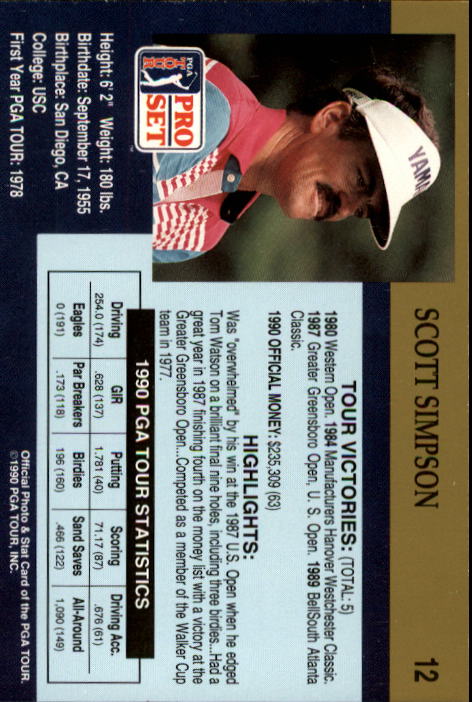 SCOTT SIMPSON 12
YAMA
PGA
TOUR
PRO
SET
TM
Height: 6' 2" Weight: 180 lbs.
Birthdate: September 17, 1955
Birthplace: San Diego, CA
College: USC
First Year PGA TOUR: 1978
TOUR VICTORIES: (TOTAL: 5)
1980 Western Open. 1984 Manufacturers Hanover Westchester Classic.
1987 Greater Greensboro Open, U. S. Open. 1989 BellSouth Atlanta
Classic.
1990 OFFICIAL MONEY: $235,309 (63)
HIGHLIGHTS:
Was "overwhelmed" by his win at the 1987 U.S. Open when he edged
Tom Watson on a brilliant final nine holes, including three birdies...Had a
great year in 1987 finishing fourth on the money list with a victory at the
Greater Greensboro Open...Competed as a member of the Walker Cup
team in 1977.
1990 PGA TOUR STATISTICS
Driving GIR Putting Scoring Driving Acc.
254.0 (174) .628 (137) 1.781 (40) 71.17 (87) .676 (61)
Eagles Par Breakers Birdies Sand Saves All-Around
0 (191) .173 (118) 196 (160) .466 (122) 1,090 (149)
Official Photo & Stat Card of the PGA TOUR.
©1990 PGA TOUR, INC.